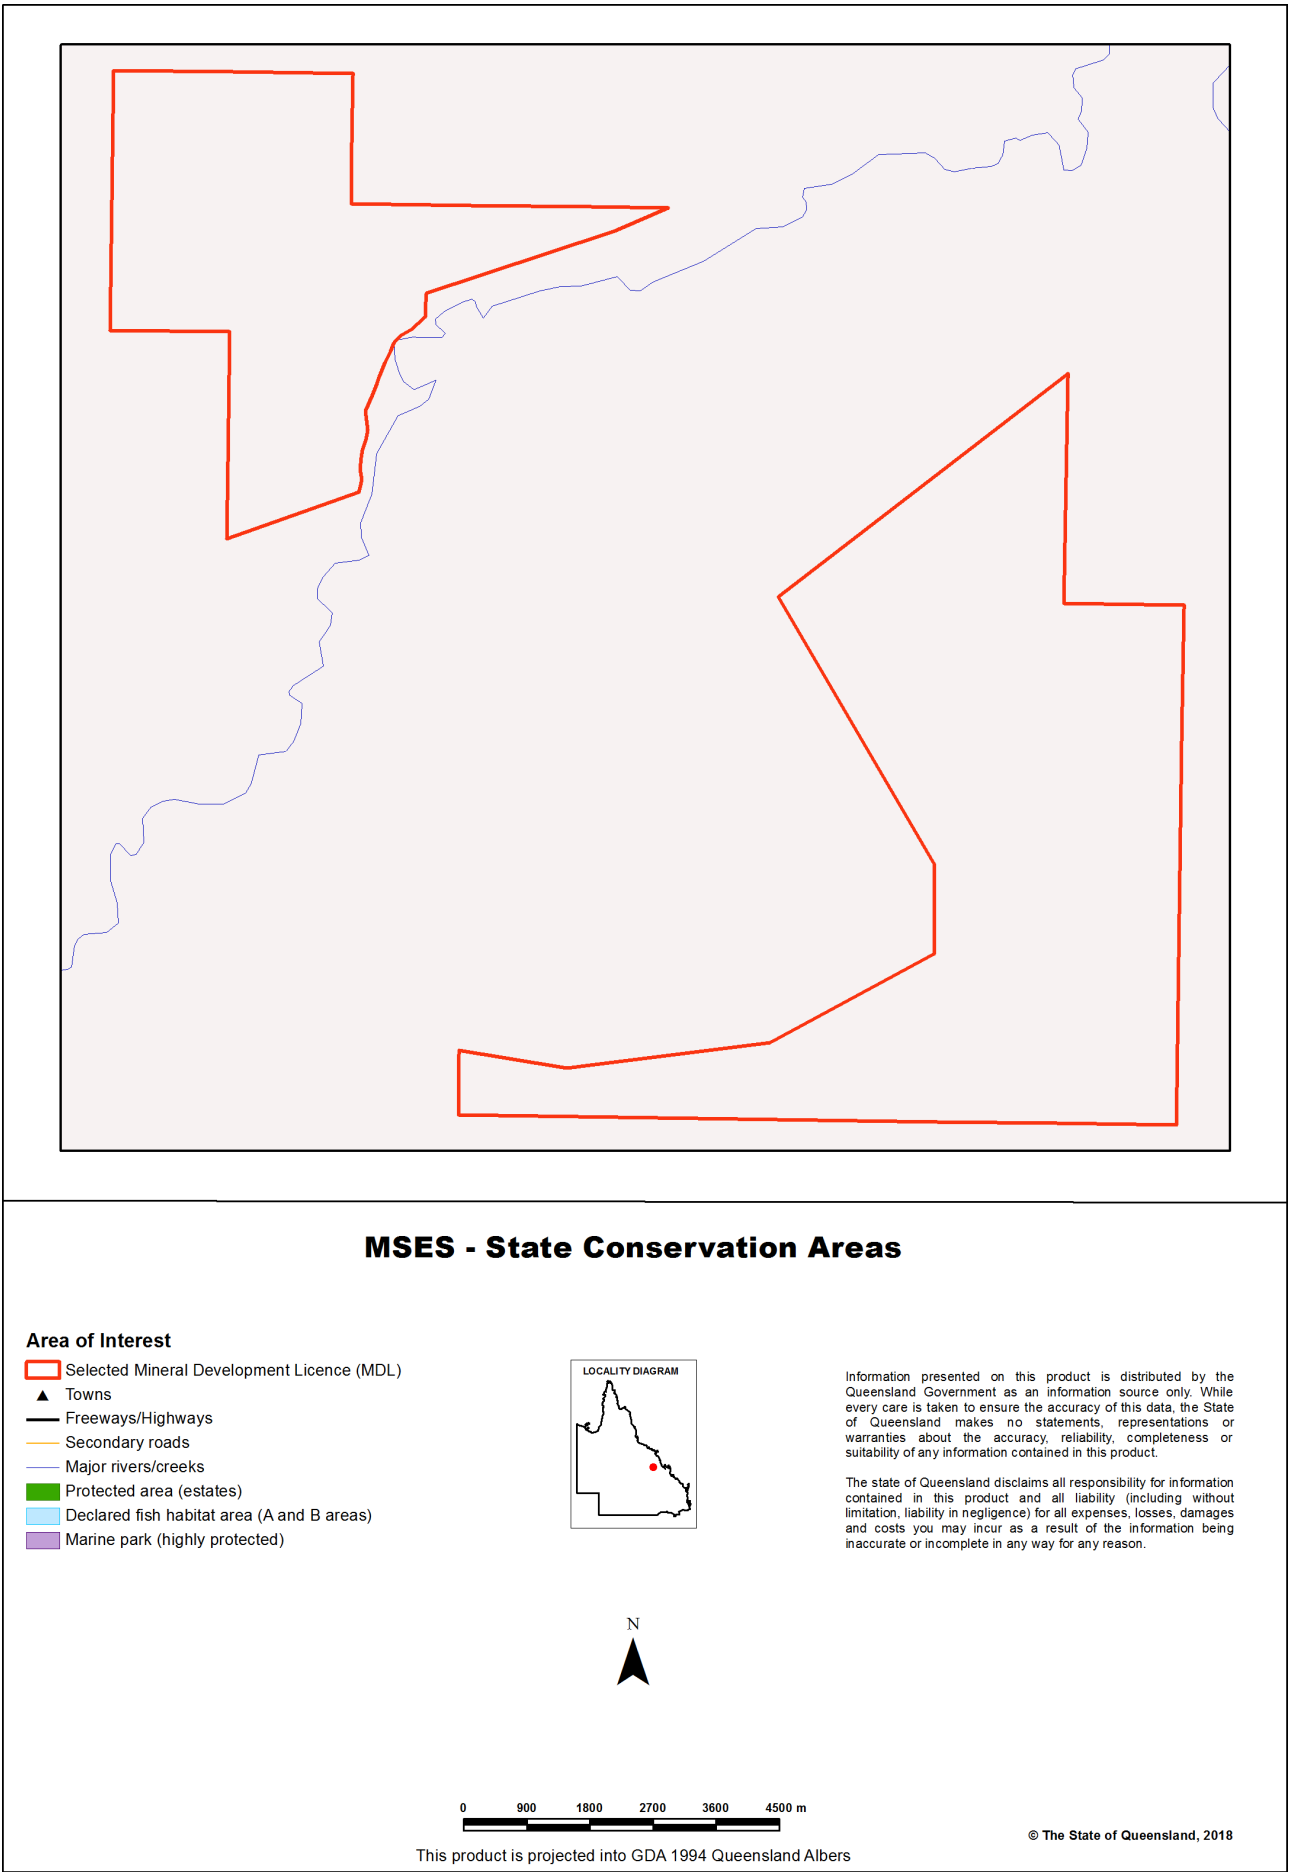 MSES - State Conservation Areas
Area of Interest
Selected Mineral Development Licence (MDL)
Towns
Freeways/Highways
Secondary roads
Major rivers/creeks
Protected area (estates)
Declared fish habitat area (A and B areas)
Marine park (highly protected)
LOCALITY DIAGRAM
Information presented on this product is distributed by the
Queensland Government as an information source only. While
every care is taken to ensure the accuracy of this data, the State
of Queensland makes no statements, representations or
warranties about the accuracy, reliability, completeness or
suitability of any information contained in this product.
The state of Queensland disclaims all responsibility for information
contained in this product and all liability (including without
limitation, liability in negligence) for all expenses, losses, damages
and costs you may incur as a result of the information being
inaccurate or incomplete in any way for any reason.
N
0 900 1800 2700 3600 4500 m
This product is projected into GDA 1994 Queensland Albers
© The State of Queensland, 2018